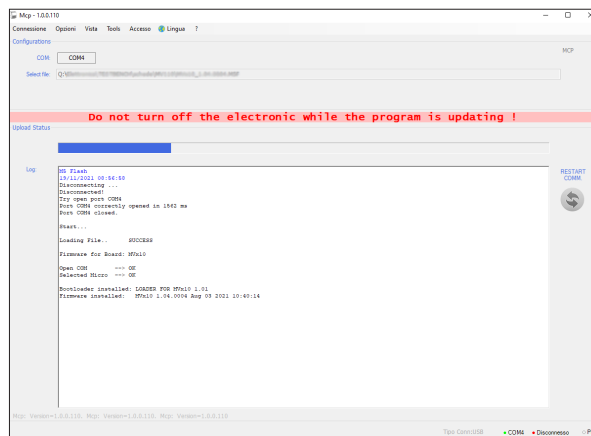 Mcp - 1.0.0.110
Connessione Opzioni Vista Tools Accesso Lingua ?
Configurations
MCP
COM COM4
Select file Q:\
Do not turn off the electronic while the program is updating !
Upload Status
Log
MS Flash
19/11/2021 08:56:50
Disconnecting ...
Disconnected!
Try open port COM4
Port COM4 correctly opened in 1562 ms
Port COM4 closed.
Start...
Loading File.. SUCCESS
Firmware for Board: MVx10
Open COM ==> OK
Selected Micro ==> OK
Bootloader installed: LOADER FOR MVx10 1.01
Firmware installed: MVx10 1.04.0004 Aug 03 2021 10:40:14
RESTART
COMM.
Mcp: Version=1.0.0.110 Mcp: Version=1.0.0.110 Mcp: Version=1.0.0.110
Tipo Conn:USB COM4 Disconnesso P